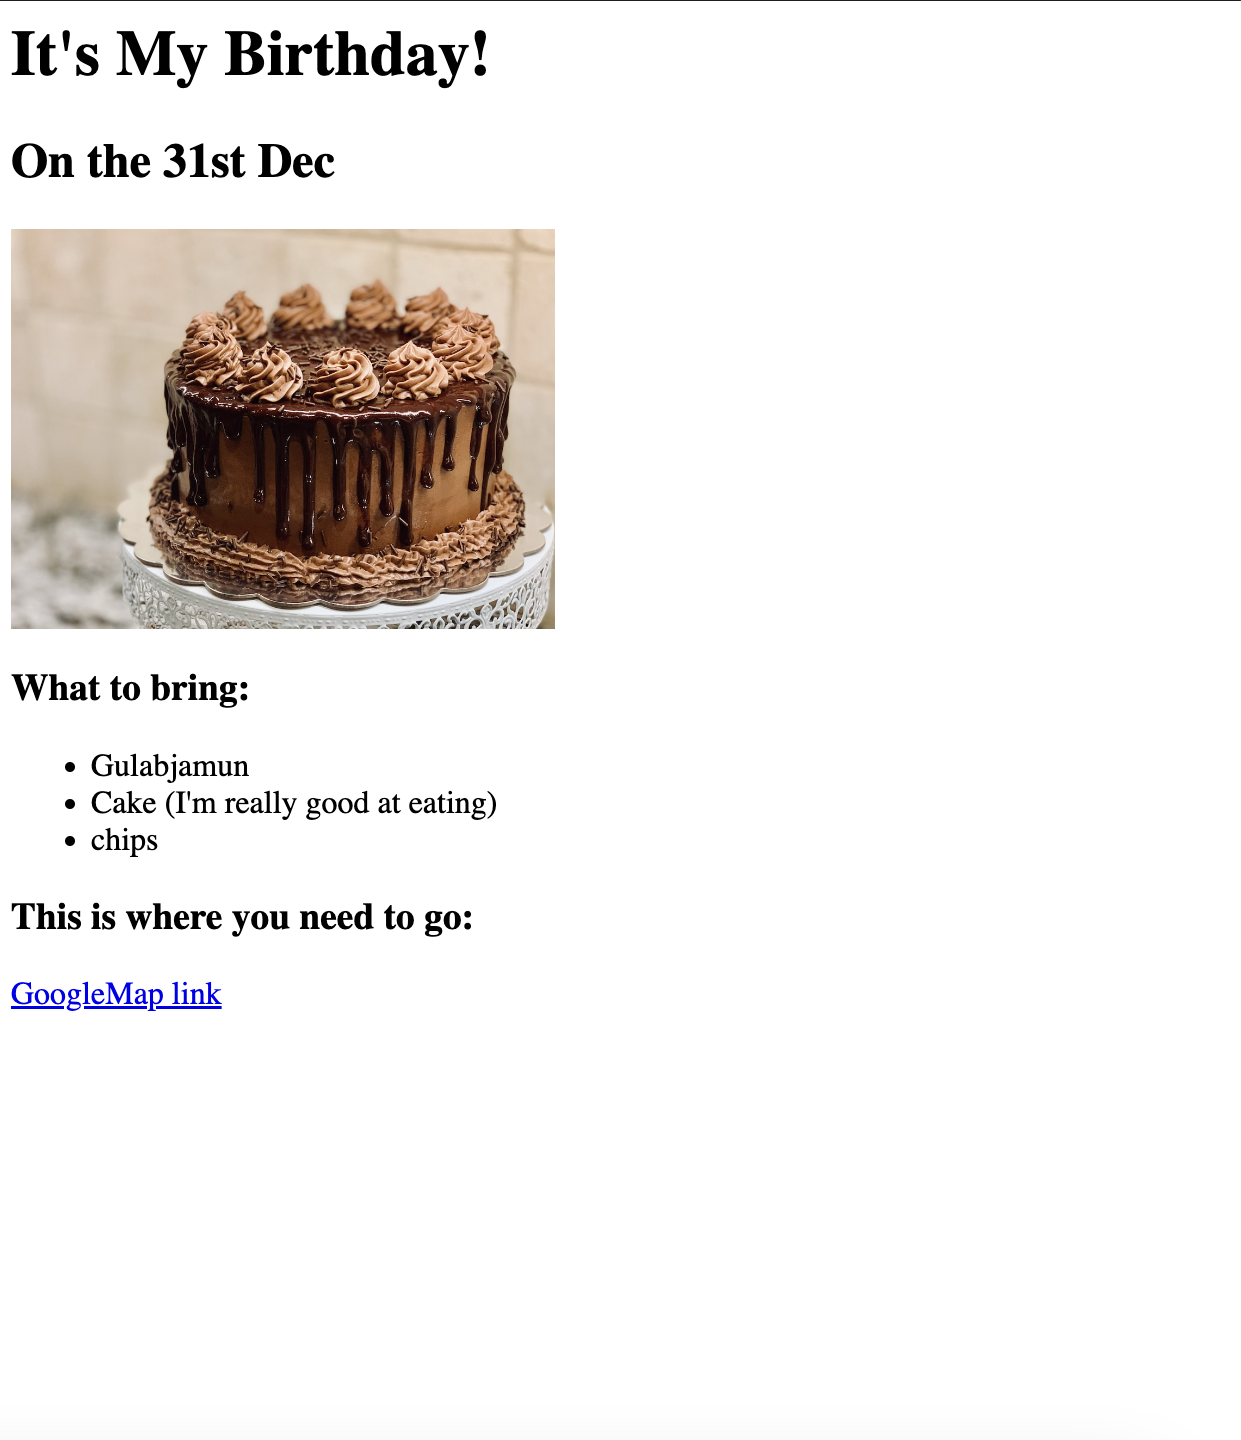 It's My Birthday!
On the 31st Dec
What to bring:
Gulabjamun
Cake (I'm really good at eating)
chips
This is where you need to go:
GoogleMap link